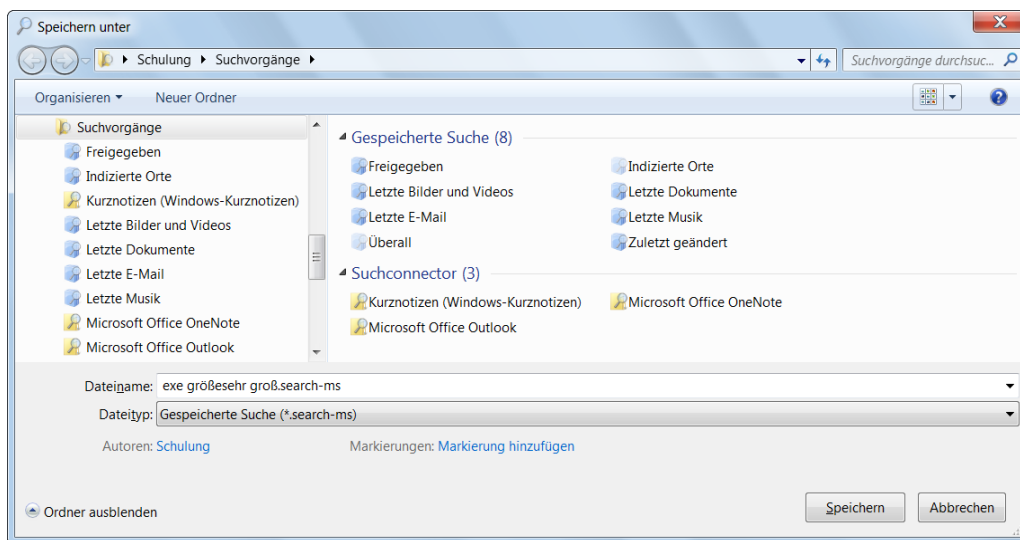 Speichern unter
Schulung Suchvorgänge Suchvorgänge durchsuc...
Organisieren Neuer Ordner
Suchvorgänge
Freigegeben
Indizierte Orte
Kurznotizen (Windows-Kurznotizen)
Letzte Bilder und Videos
Letzte Dokumente
Letzte E-Mail
Letzte Musik
Microsoft Office OneNote
Microsoft Office Outlook
Gespeicherte Suche (8)
Freigegeben Indizierte Orte
Letzte Bilder und Videos Letzte Dokumente
Letzte E-Mail Letzte Musik
Überall Zuletzt geändert
Suchconnector (3)
Kurznotizen (Windows-Kurznotizen) Microsoft Office OneNote
Microsoft Office Outlook
Dateiname: exe größesehr groß.search-ms
Dateityp: Gespeicherte Suche (*.search-ms)
Autoren: Schulung Markierungen: Markierung hinzufügen
Ordner ausblenden Speichern Abbrechen